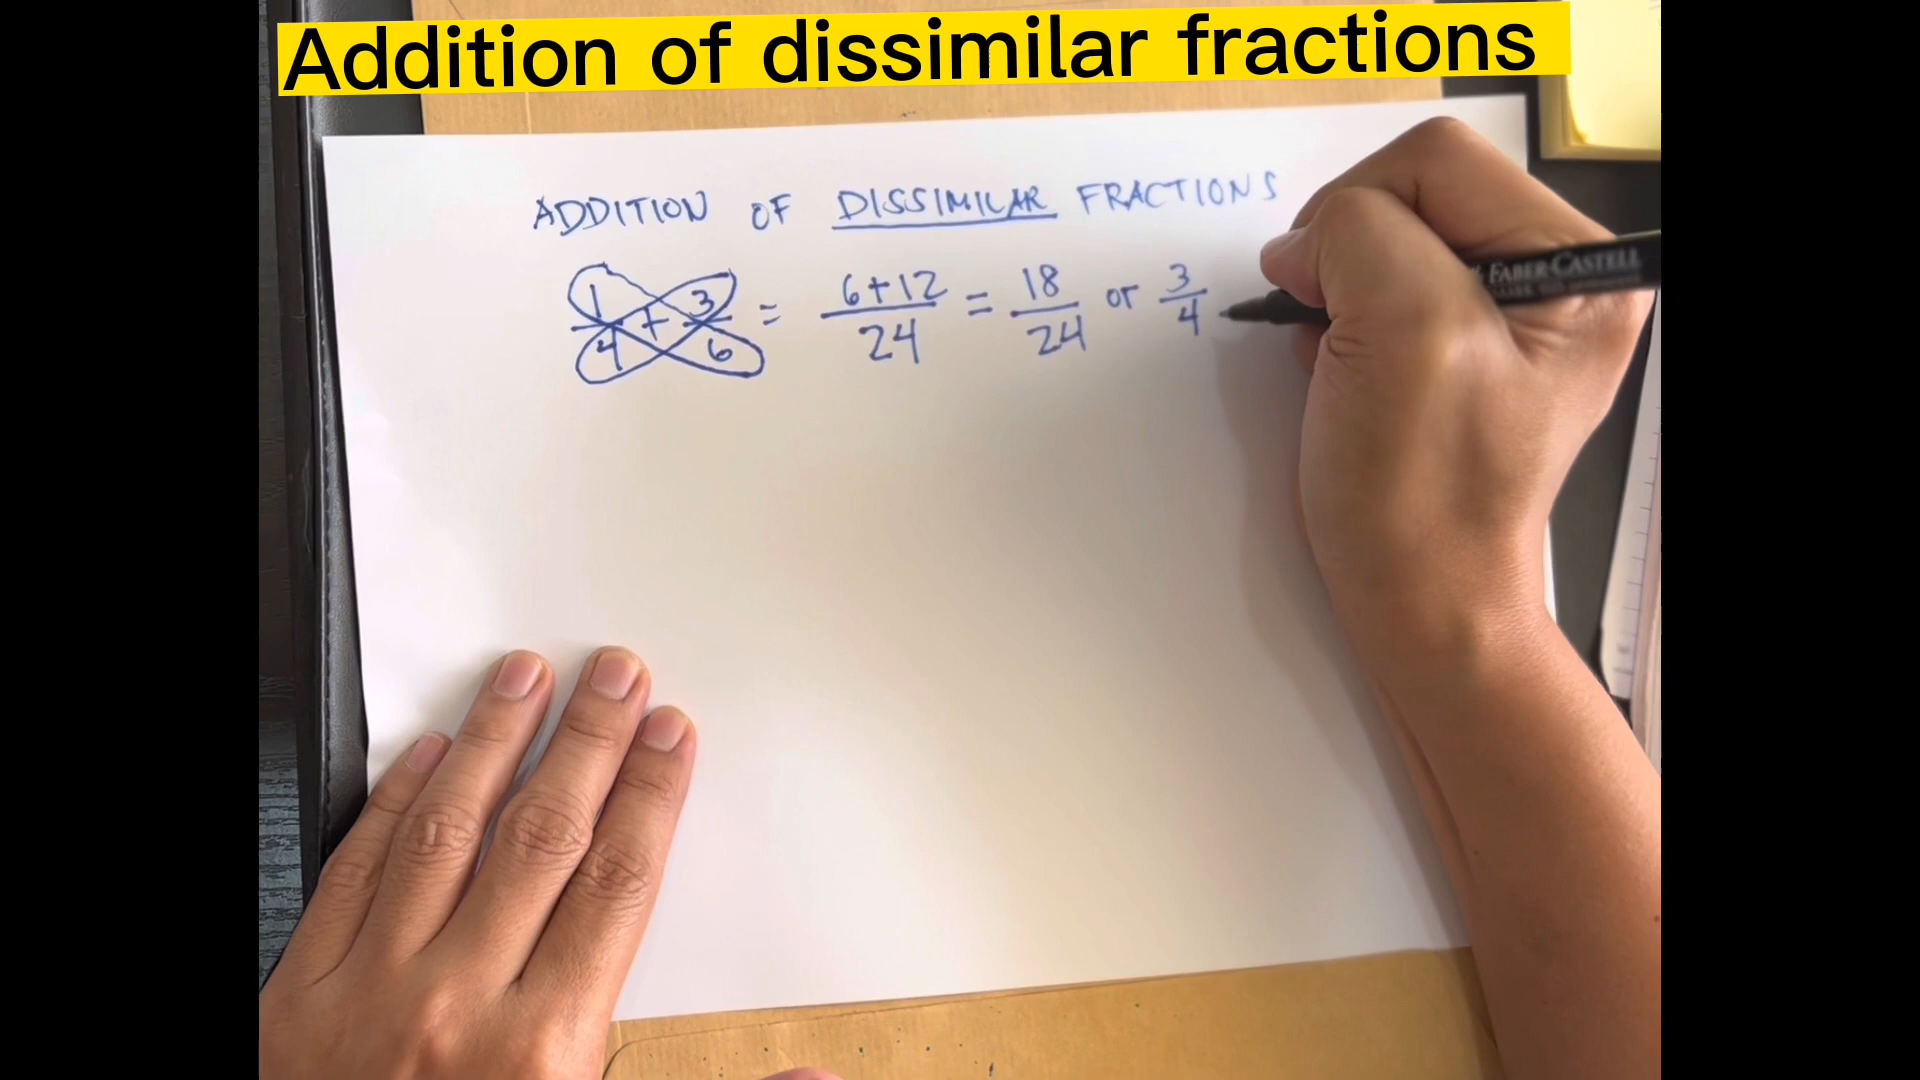 Addition of dissimilar fractions
ADDITION OF DISSIMILAR FRACTIONS
1/4 + 3/6 = 6+12/24 = 18/24 or 3/4
FABER-CASTELL